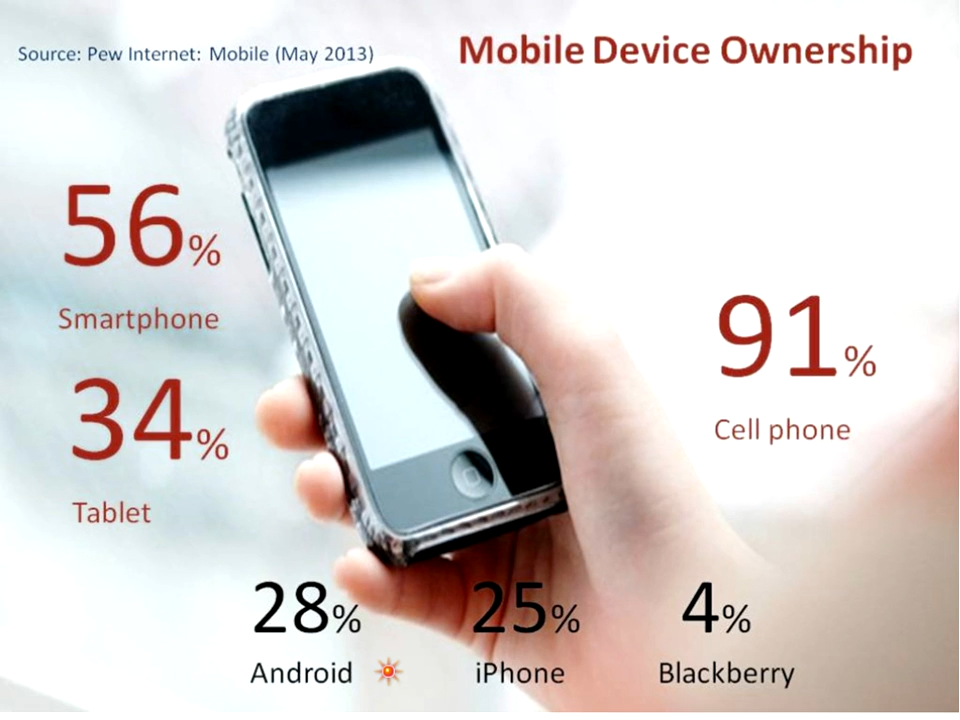 Source: Pew Internet: Mobile (May 2013)
Mobile Device Ownership
56%
Smartphone
34%
Tablet
91%
Cell phone
28% 25% 4%
Android iPhone Blackberry